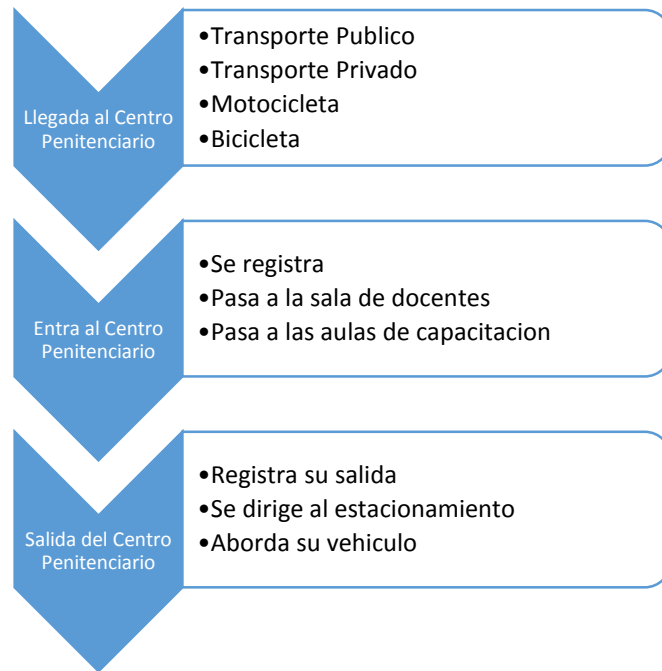 Llegada al Centro
Penitenciario
•Transporte Publico
•Transporte Privado
•Motocicleta
•Bicicleta
Entra al Centro
Penitenciario
•Se registra
•Pasa a la sala de docentes
•Pasa a las aulas de capacitacion
Salida del Centro
Penitenciario
•Registra su salida
•Se dirige al estacionamiento
•Aborda su vehiculo